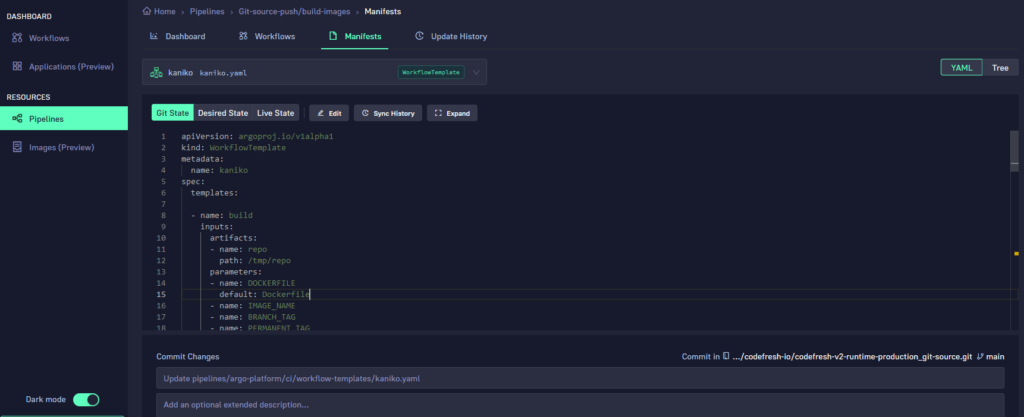 DASHBOARD
Workflows
Applications (Preview)
RESOURCES
Pipelines
Images (Preview)
Dark mode
Home > Pipelines > Git-source-push/build-images > Manifests
Dashboard
Workflows
Manifests
Update History
kaniko kaniko.yaml WorkflowTemplate
YAML Tree
Git State Desired State Live State Edit Sync History Expand
1 apiVersion: argoproj.io/v1alpha1
2 kind: WorkflowTemplate
3 metadata:
4 name: kaniko
5 spec:
6 templates:
7
8 - name: build
9 inputs:
10 artifacts:
11 - name: repo
12 path: /tmp/repo
13 parameters:
14 - name: DOCKERFILE
15 default: Dockerfile
16 - name: IMAGE_NAME
17 - name: BRANCH_TAG
18 - name: PERMANENT_TAG
Commit Changes
Commit in .../codefresh-io/codefresh-v2-runtime-production_git-source.git main
Update pipelines/argo-platform/ci/workflow-templates/kaniko.yaml
Add an optional extended description...